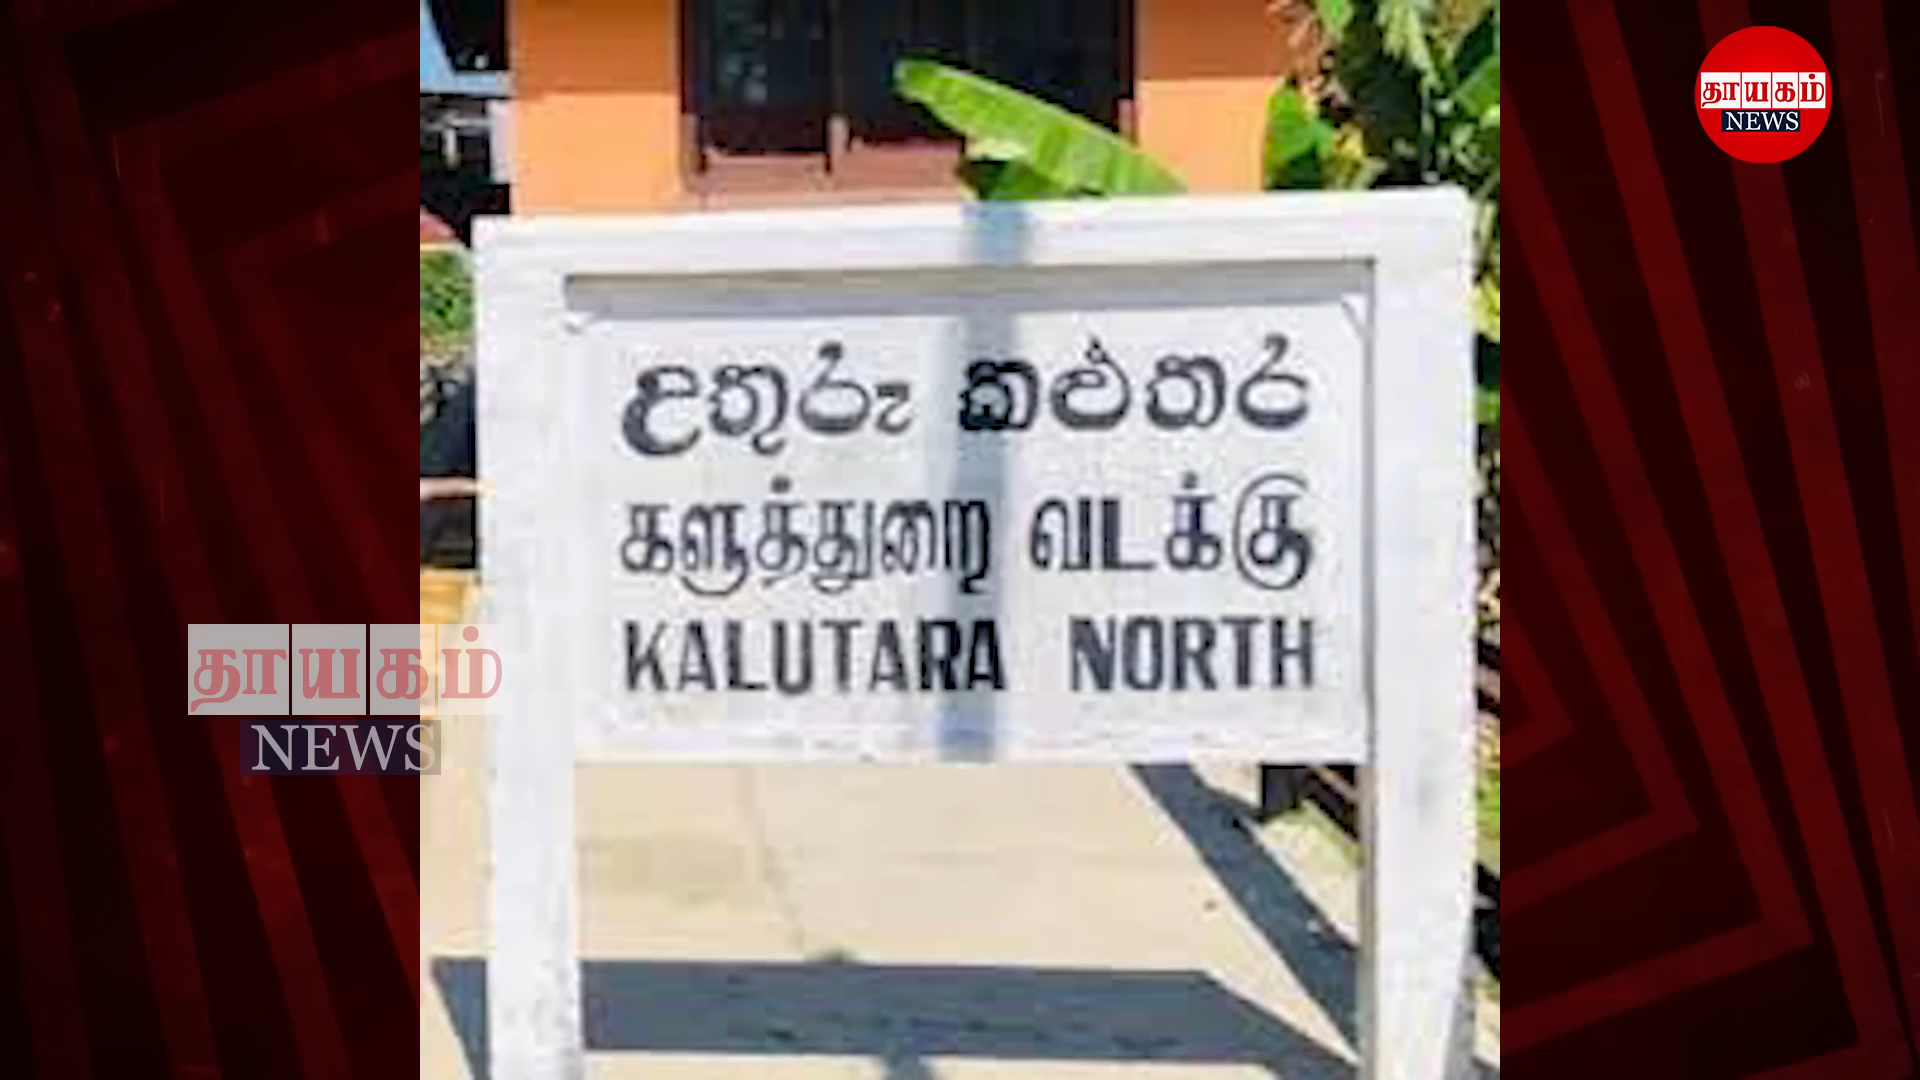 தாயகம்
NEWS
උතුරු කළුතර
களுத்துறை வடக்கு
KALUTARA NORTH
தாயகம்
NEWS